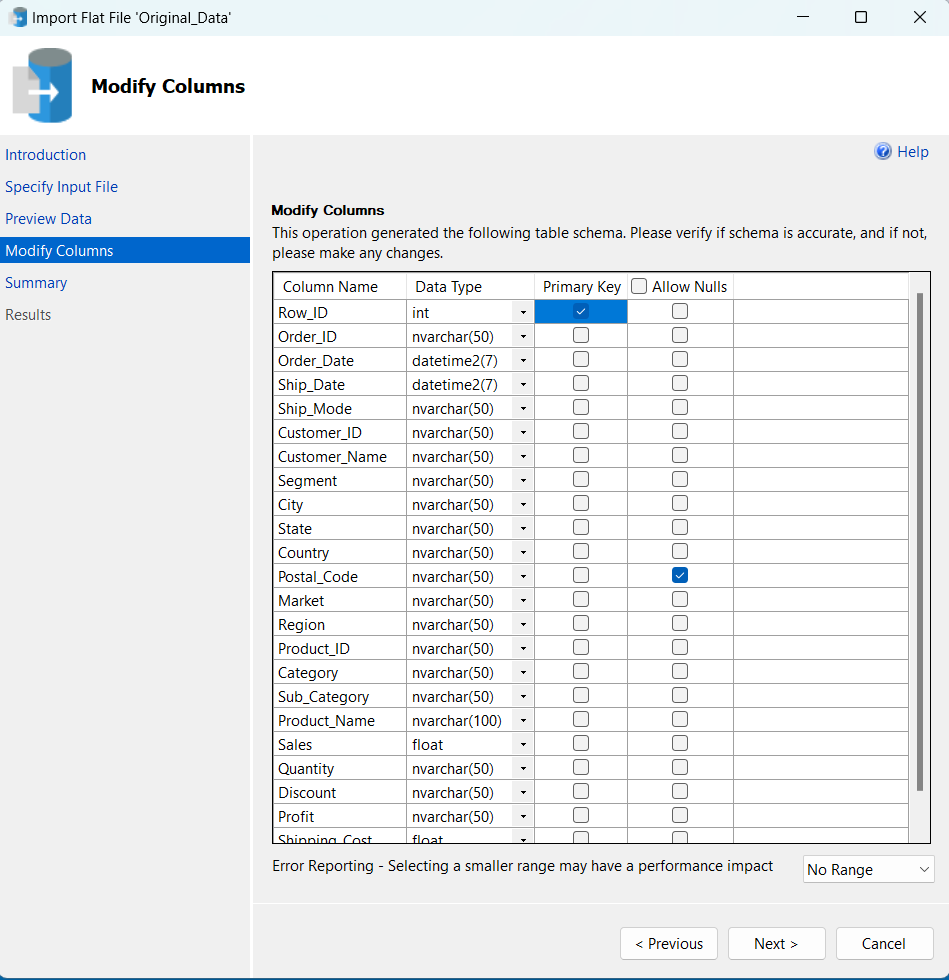 Import Flat File 'Original_Data'
Modify Columns
Introduction
Specify Input File
Preview Data
Modify Columns
Summary
Results
Help
Modify Columns
This operation generated the following table schema. Please verify if schema is accurate, and if not,
please make any changes.
Column Name Data Type Primary Key Allow Nulls
Row_ID int
Order_ID nvarchar(50)
Order_Date datetime2(7)
Ship_Date datetime2(7)
Ship_Mode nvarchar(50)
Customer_ID nvarchar(50)
Customer_Name nvarchar(50)
Segment nvarchar(50)
City nvarchar(50)
State nvarchar(50)
Country nvarchar(50)
Postal_Code nvarchar(50)
Market nvarchar(50)
Region nvarchar(50)
Product_ID nvarchar(50)
Category nvarchar(50)
Sub_Category nvarchar(50)
Product_Name nvarchar(100)
Sales float
Quantity nvarchar(50)
Discount nvarchar(50)
Profit nvarchar(50)
Shipping_Cost float
Error Reporting - Selecting a smaller range may have a performance impact
No Range
< Previous
Next >
Cancel